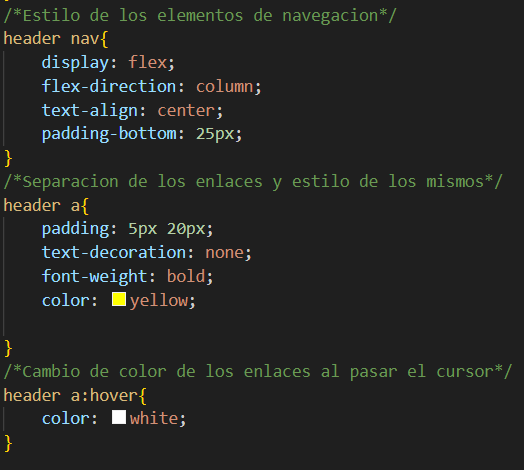 /*Estilo de los elementos de navegacion*/
header nav{
    display: flex;
    flex-direction: column;
    text-align: center;
    padding-bottom: 25px;
}
/*Separacion de los enlaces y estilo de los mismos*/
header a{
    padding: 5px 20px;
    text-decoration: none;
    font-weight: bold;
    color: yellow;

}
/*Cambio de color de los enlaces al pasar el cursor*/
header a:hover{
    color: white;
}